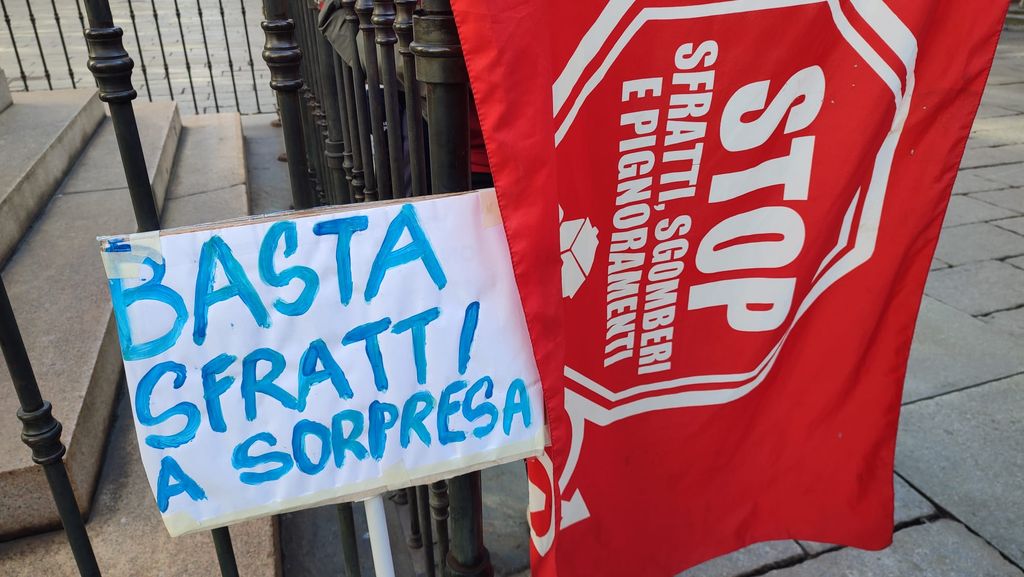 BASTA
SFRATTI
A SORPRESA
STOP
SFRATTI, SGOMBERI
E PIGNORAMENTI